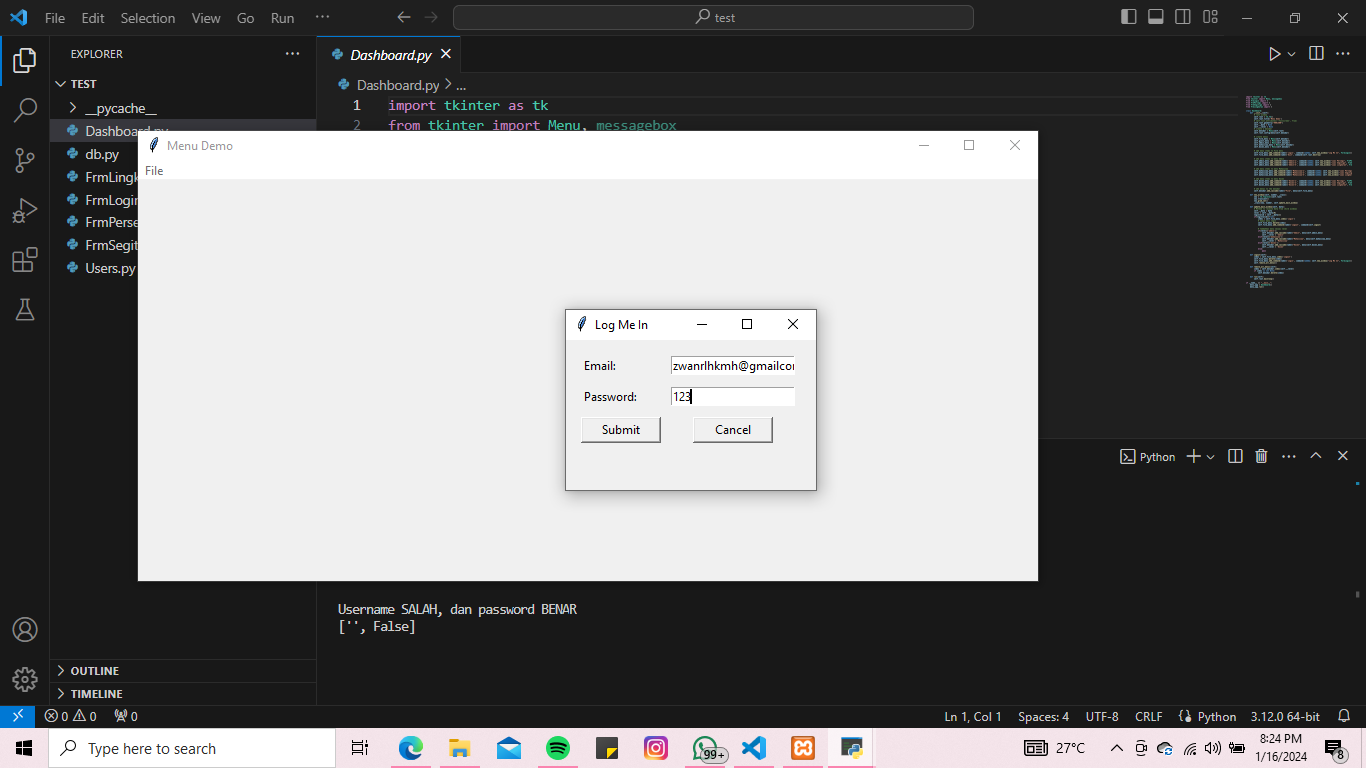 File Edit Selection View Go Run ··· test
EXPLORER ···
Dashboard.py
TEST
Dashboard.py > ...
__pycache__
1 import tkinter as tk
Dashboard.py
2 from tkinter import Menu, messagebox
Menu Demo
db.py
File
FrmLingk
FrmLogin
FrmPerse
FrmSegit
Users.py
Log Me In
Email: zwanrlhkmh@gmailcor
Password: 123
Submit Cancel
Python
Username SALAH, dan password BENAR
['', False]
OUTLINE
TIMELINE
0 0 0 Ln 1, Col 1 Spaces: 4 UTF-8 CRLF Python 3.12.0 64-bit
Type here to search
99+
27°C
8:24 PM
1/16/2024
8